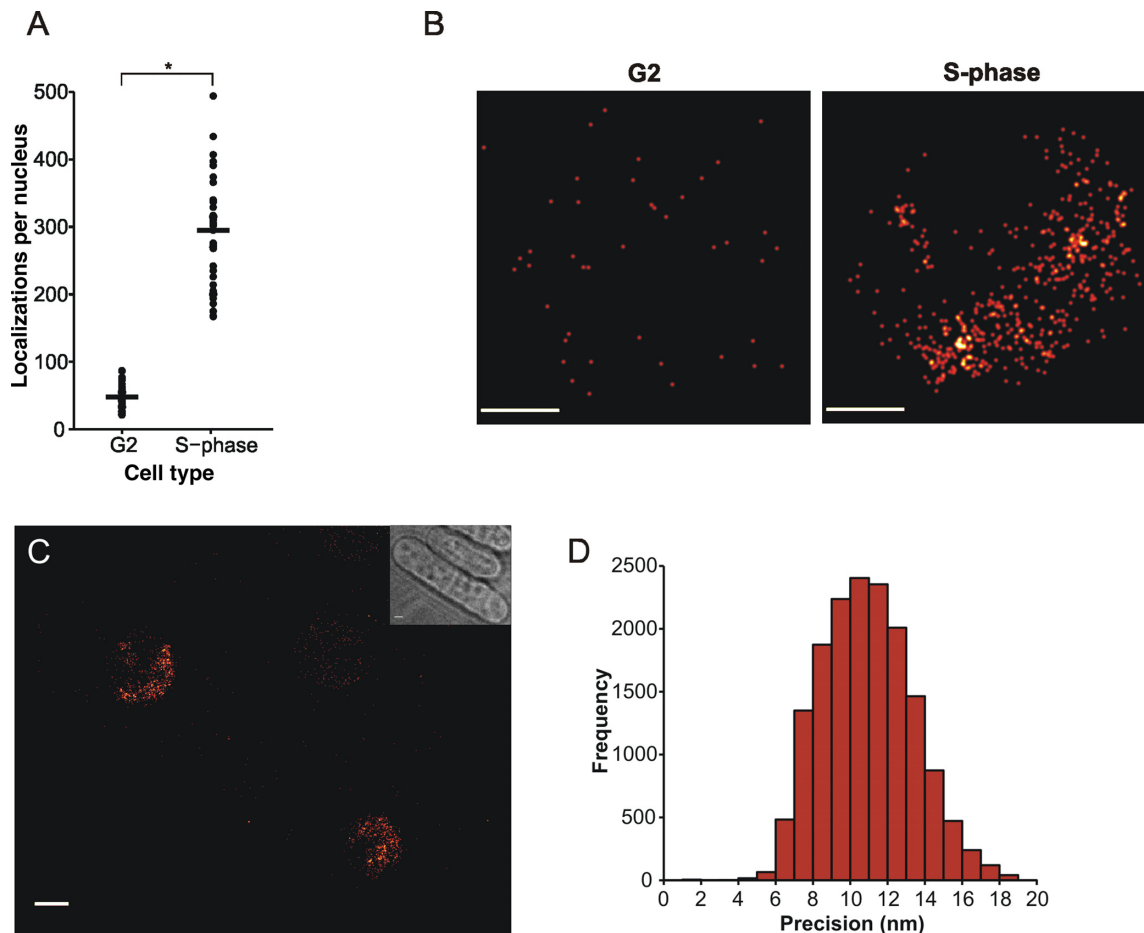 A
*
Localizations per nucleus
500
400
300
200
100
0
G2
S−phase
Cell type
B
G2
S-phase
C
D
Frequency
2500
2000
1500
1000
500
0
0 2 4 6 8 10 12 14 16 18 20
Precision (nm)